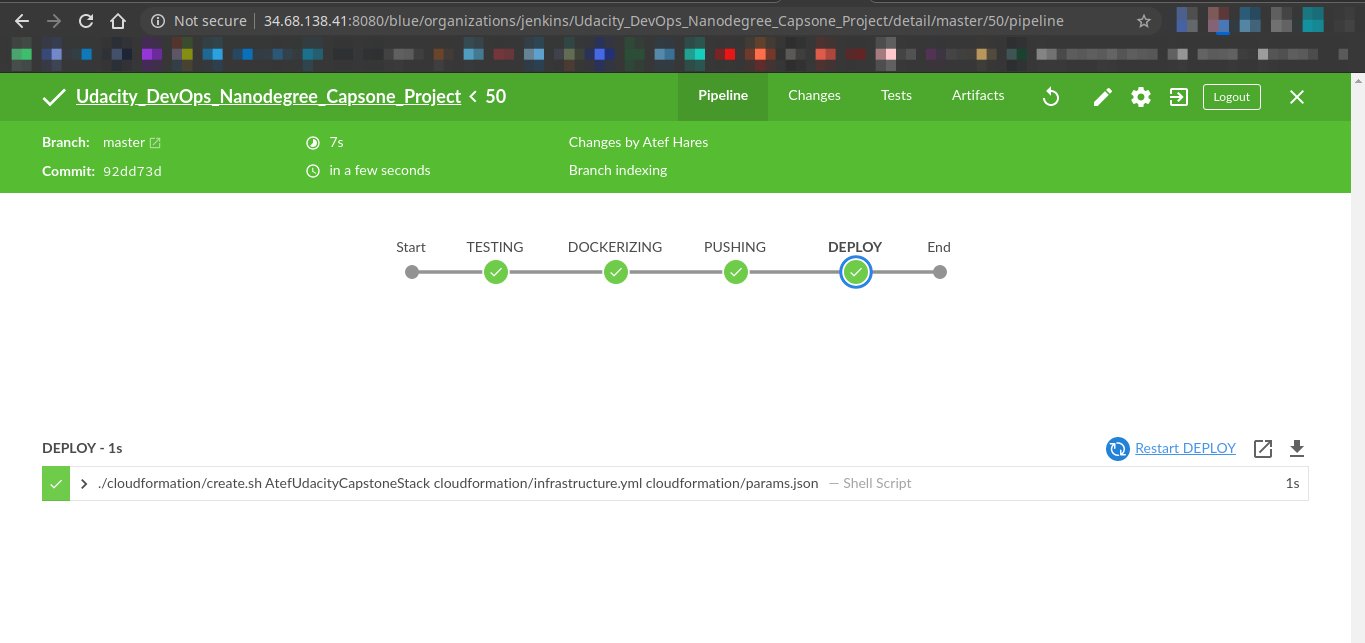 Not secure 34.68.138.41:8080/blue/organizations/jenkins/Udacity_DevOps_Nanodegree_Capsone_Project/detail/master/50/pipeline
Udacity_DevOps_Nanodegree_Capsone_Project < 50 Pipeline Changes Tests Artifacts Logout
Branch: master 7s Changes by Atef Hares
Commit: 92dd73d in a few seconds Branch indexing
Start TESTING DOCKERIZING PUSHING DEPLOY End
DEPLOY - 1s Restart DEPLOY
./cloudformation/create.sh AtefUdacityCapstoneStack cloudformation/infrastructure.yml cloudformation/params.json — Shell Script 1s